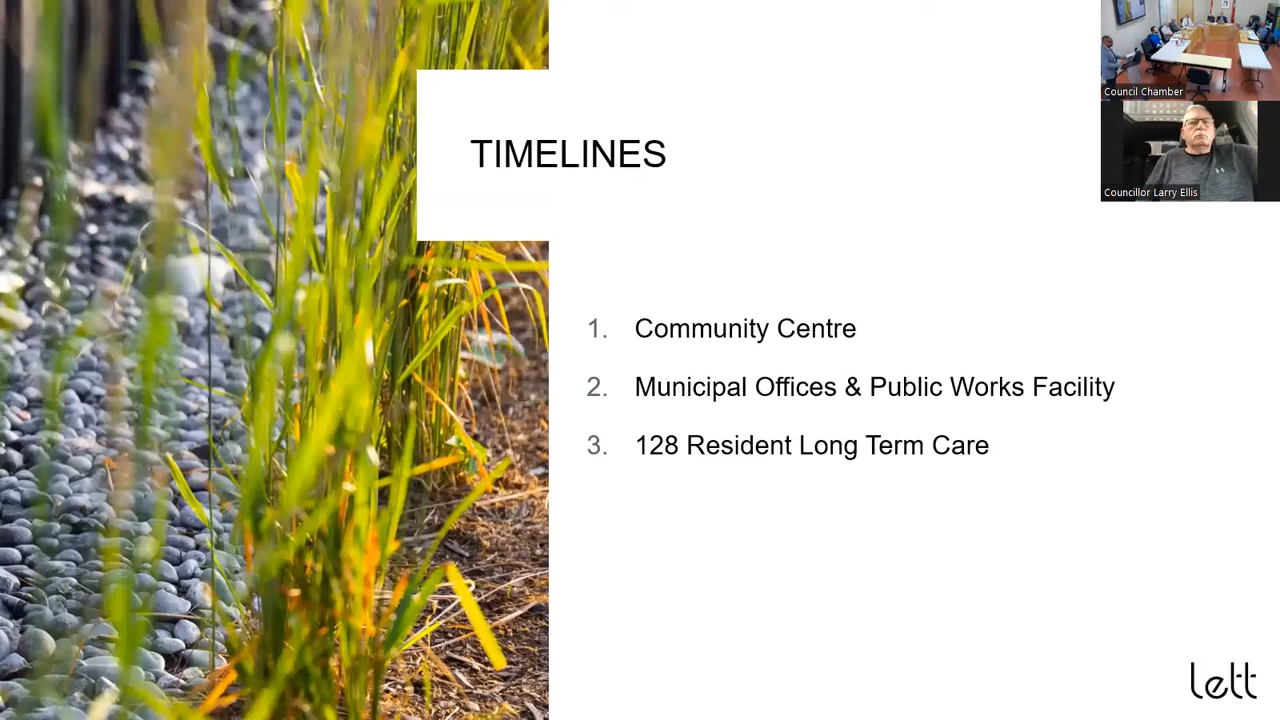 Council Chamber
Councillor Larry Ellis
TIMELINES
1. Community Centre
2. Municipal Offices & Public Works Facility
3. 128 Resident Long Term Care
lett